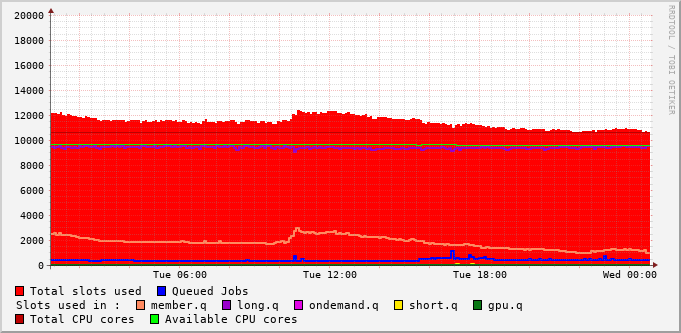 20000
18000
16000
14000
12000
10000
8000
6000
4000
2000
0
Tue 06:00 Tue 12:00 Tue 18:00 Wed 00:00
RRDTOOL / TOBI OETIKER
Total slots used Queued Jobs
Slots used in : member.q long.q ondemand.q short.q gpu.q
Total CPU cores Available CPU cores